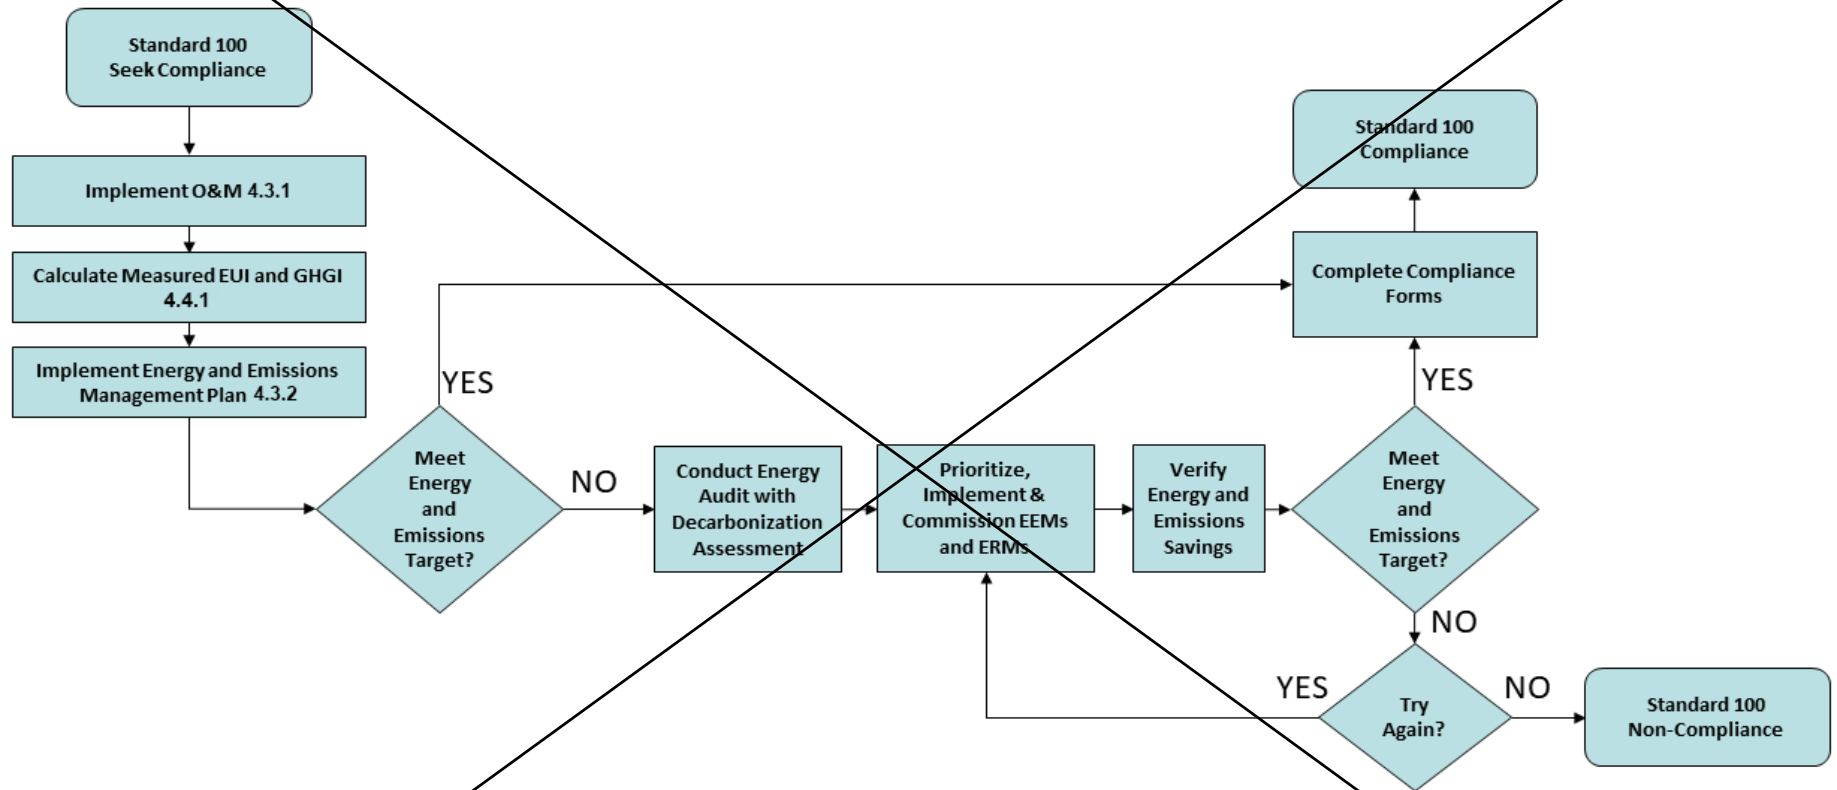 Standard 100
Seek Compliance
Implement O&M 4.3.1
Calculate Measured EUI and GHGI
4.4.1
Implement Energy and Emissions
Management Plan 4.3.2
YES
Meet
Energy
and
Emissions
Target?
NO
Conduct Energy
Audit with
Decarbonization
Assessment
Prioritize,
Implement &
Commission EEMs
and ERMs
Verify
Energy and
Emissions
Savings
Standard 100
Compliance
Complete Compliance
Forms
YES
Meet
Energy
and
Emissions
Target?
NO
YES
Try
Again?
NO
Standard 100
Non-Compliance